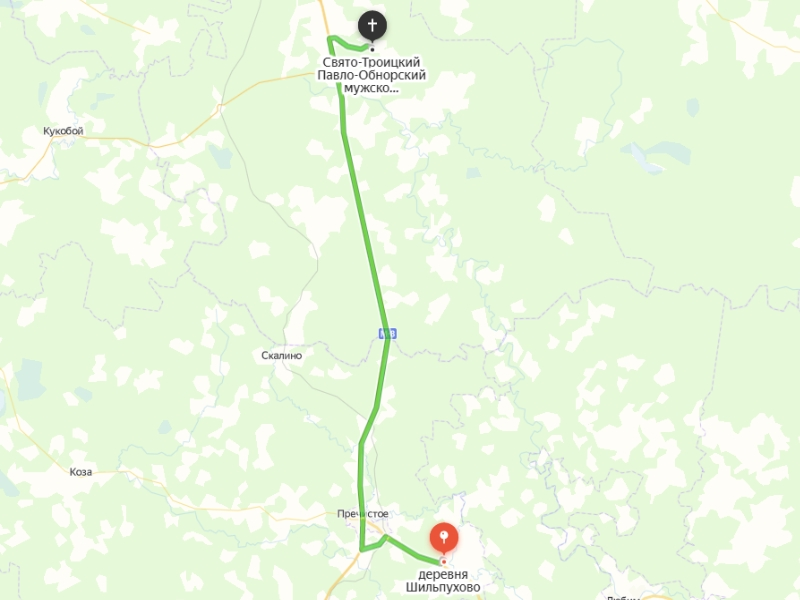 Свято-Троицкий
Павло-Обнорский
мужско...
Кукобой
Скалино
Коза
Пречистое
деревня
Шильпухово